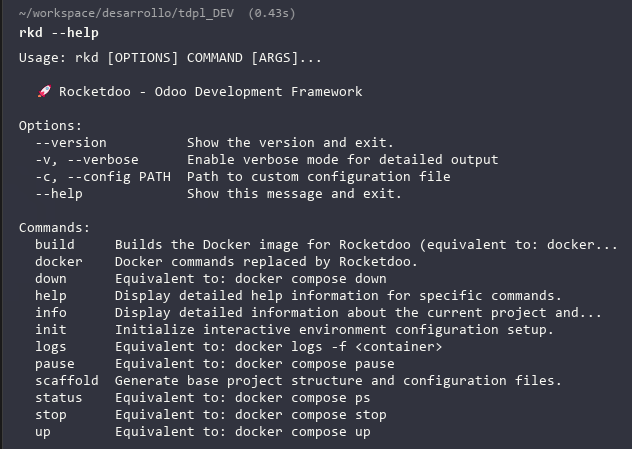 ~/workspace/desarrollo/tdpl_DEV (0.43s)
rkd --help
Usage: rkd [OPTIONS] COMMAND [ARGS]...
🚀 Rocketdoo - Odoo Development Framework
Options:
--version Show the version and exit.
-v, --verbose Enable verbose mode for detailed output
-c, --config PATH Path to custom configuration file
--help Show this message and exit.
Commands:
build Builds the Docker image for Rocketdoo (equivalent to: docker...
docker Docker commands replaced by Rocketdoo.
down Equivalent to: docker compose down
help Display detailed help information for specific commands.
info Display detailed information about the current project and...
init Initialize interactive environment configuration setup.
logs Equivalent to: docker logs -f <container>
pause Equivalent to: docker compose pause
scaffold Generate base project structure and configuration files.
status Equivalent to: docker compose ps
stop Equivalent to: docker compose stop
up Equivalent to: docker compose up